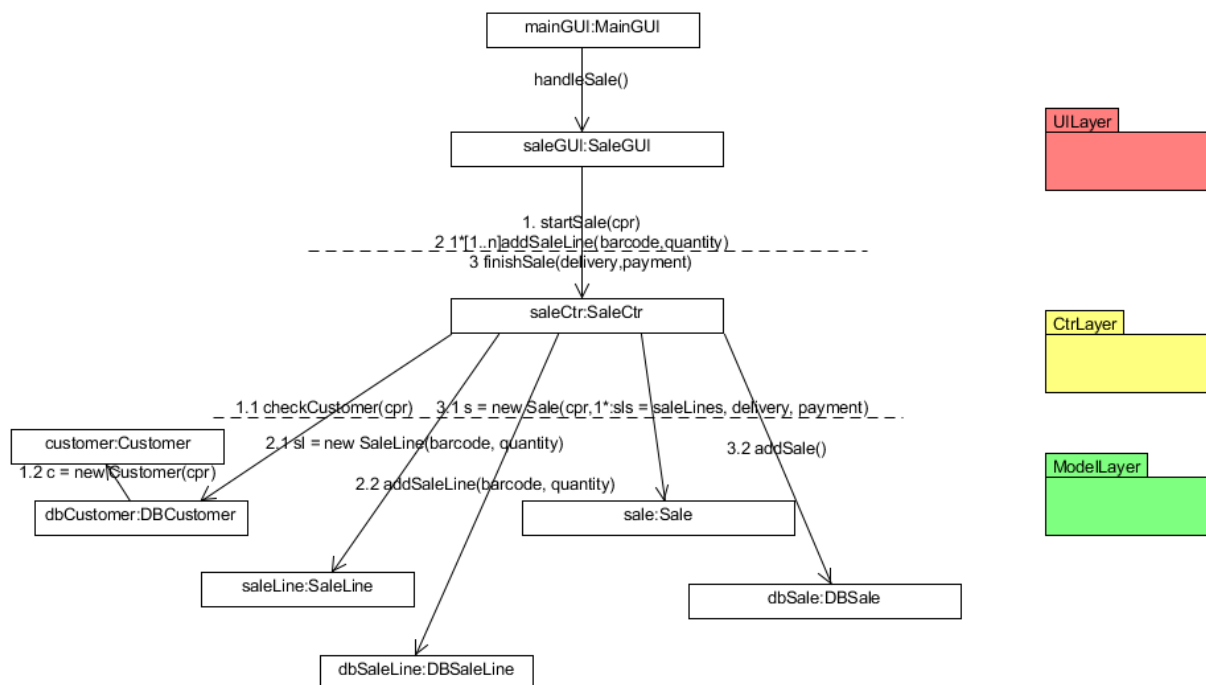 mainGUI:MainGUI
handleSale()
UILayer
saleGUI:SaleGUI
1. startSale(cpr)
2 1*[1..n]addSaleLine(barcode,quantity)
3 finishSale(delivery,payment)
saleCtr:SaleCtr
CtrLayer
1.1 checkCustomer(cpr)
3.1 s = new Sale(cpr,1*:sls = saleLines, delivery, payment)
customer:Customer
2.1 sl = new SaleLine(barcode, quantity)
3.2 addSale()
ModelLayer
1.2 c = new Customer(cpr)
2.2 addSaleLine(barcode, quantity)
dbCustomer:DBCustomer
sale:Sale
saleLine:SaleLine
dbSale:DBSale
dbSaleLine:DBSaleLine